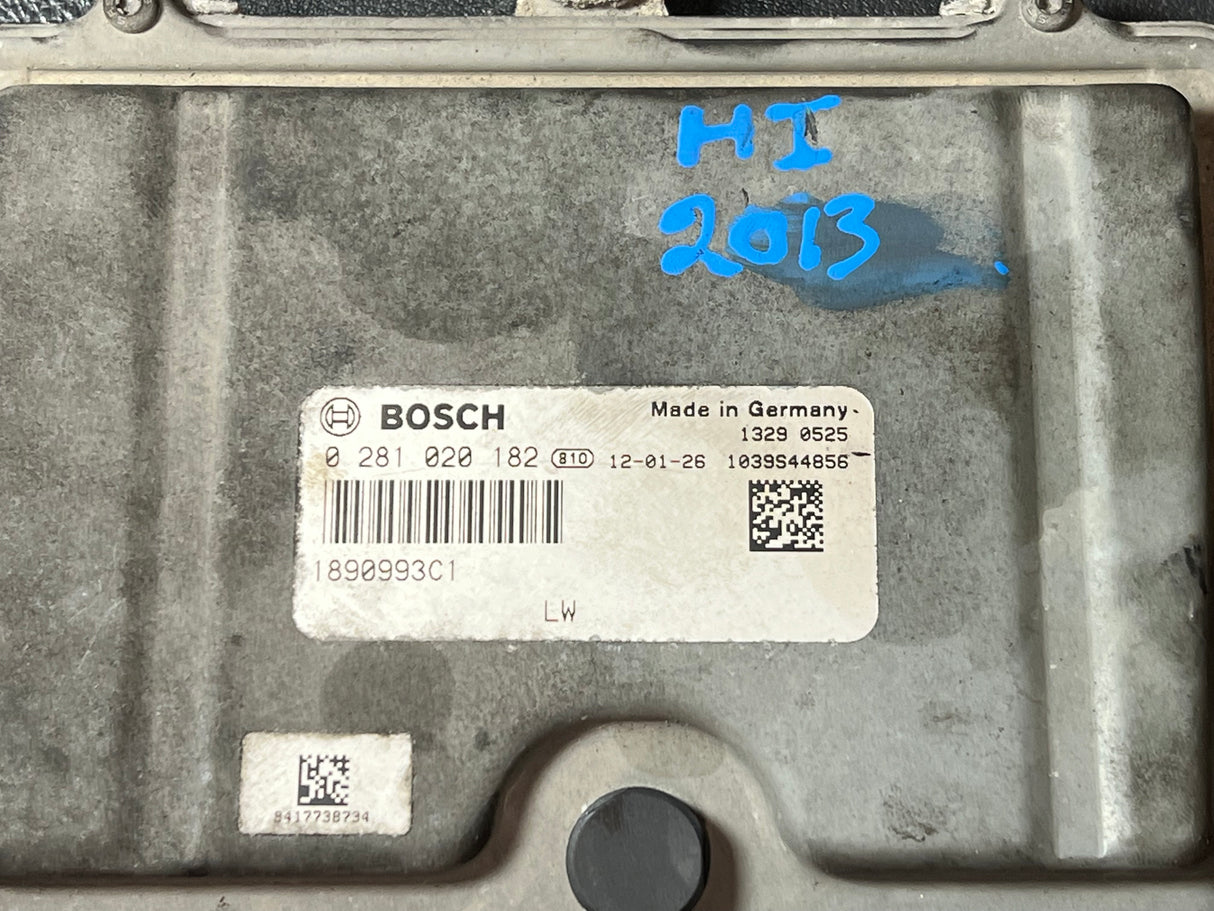 HI
2013
BOSCH
Made in Germany
1329 0525
0 281 020 182 810 12-01-26 1039S44856
1890993C1
LW